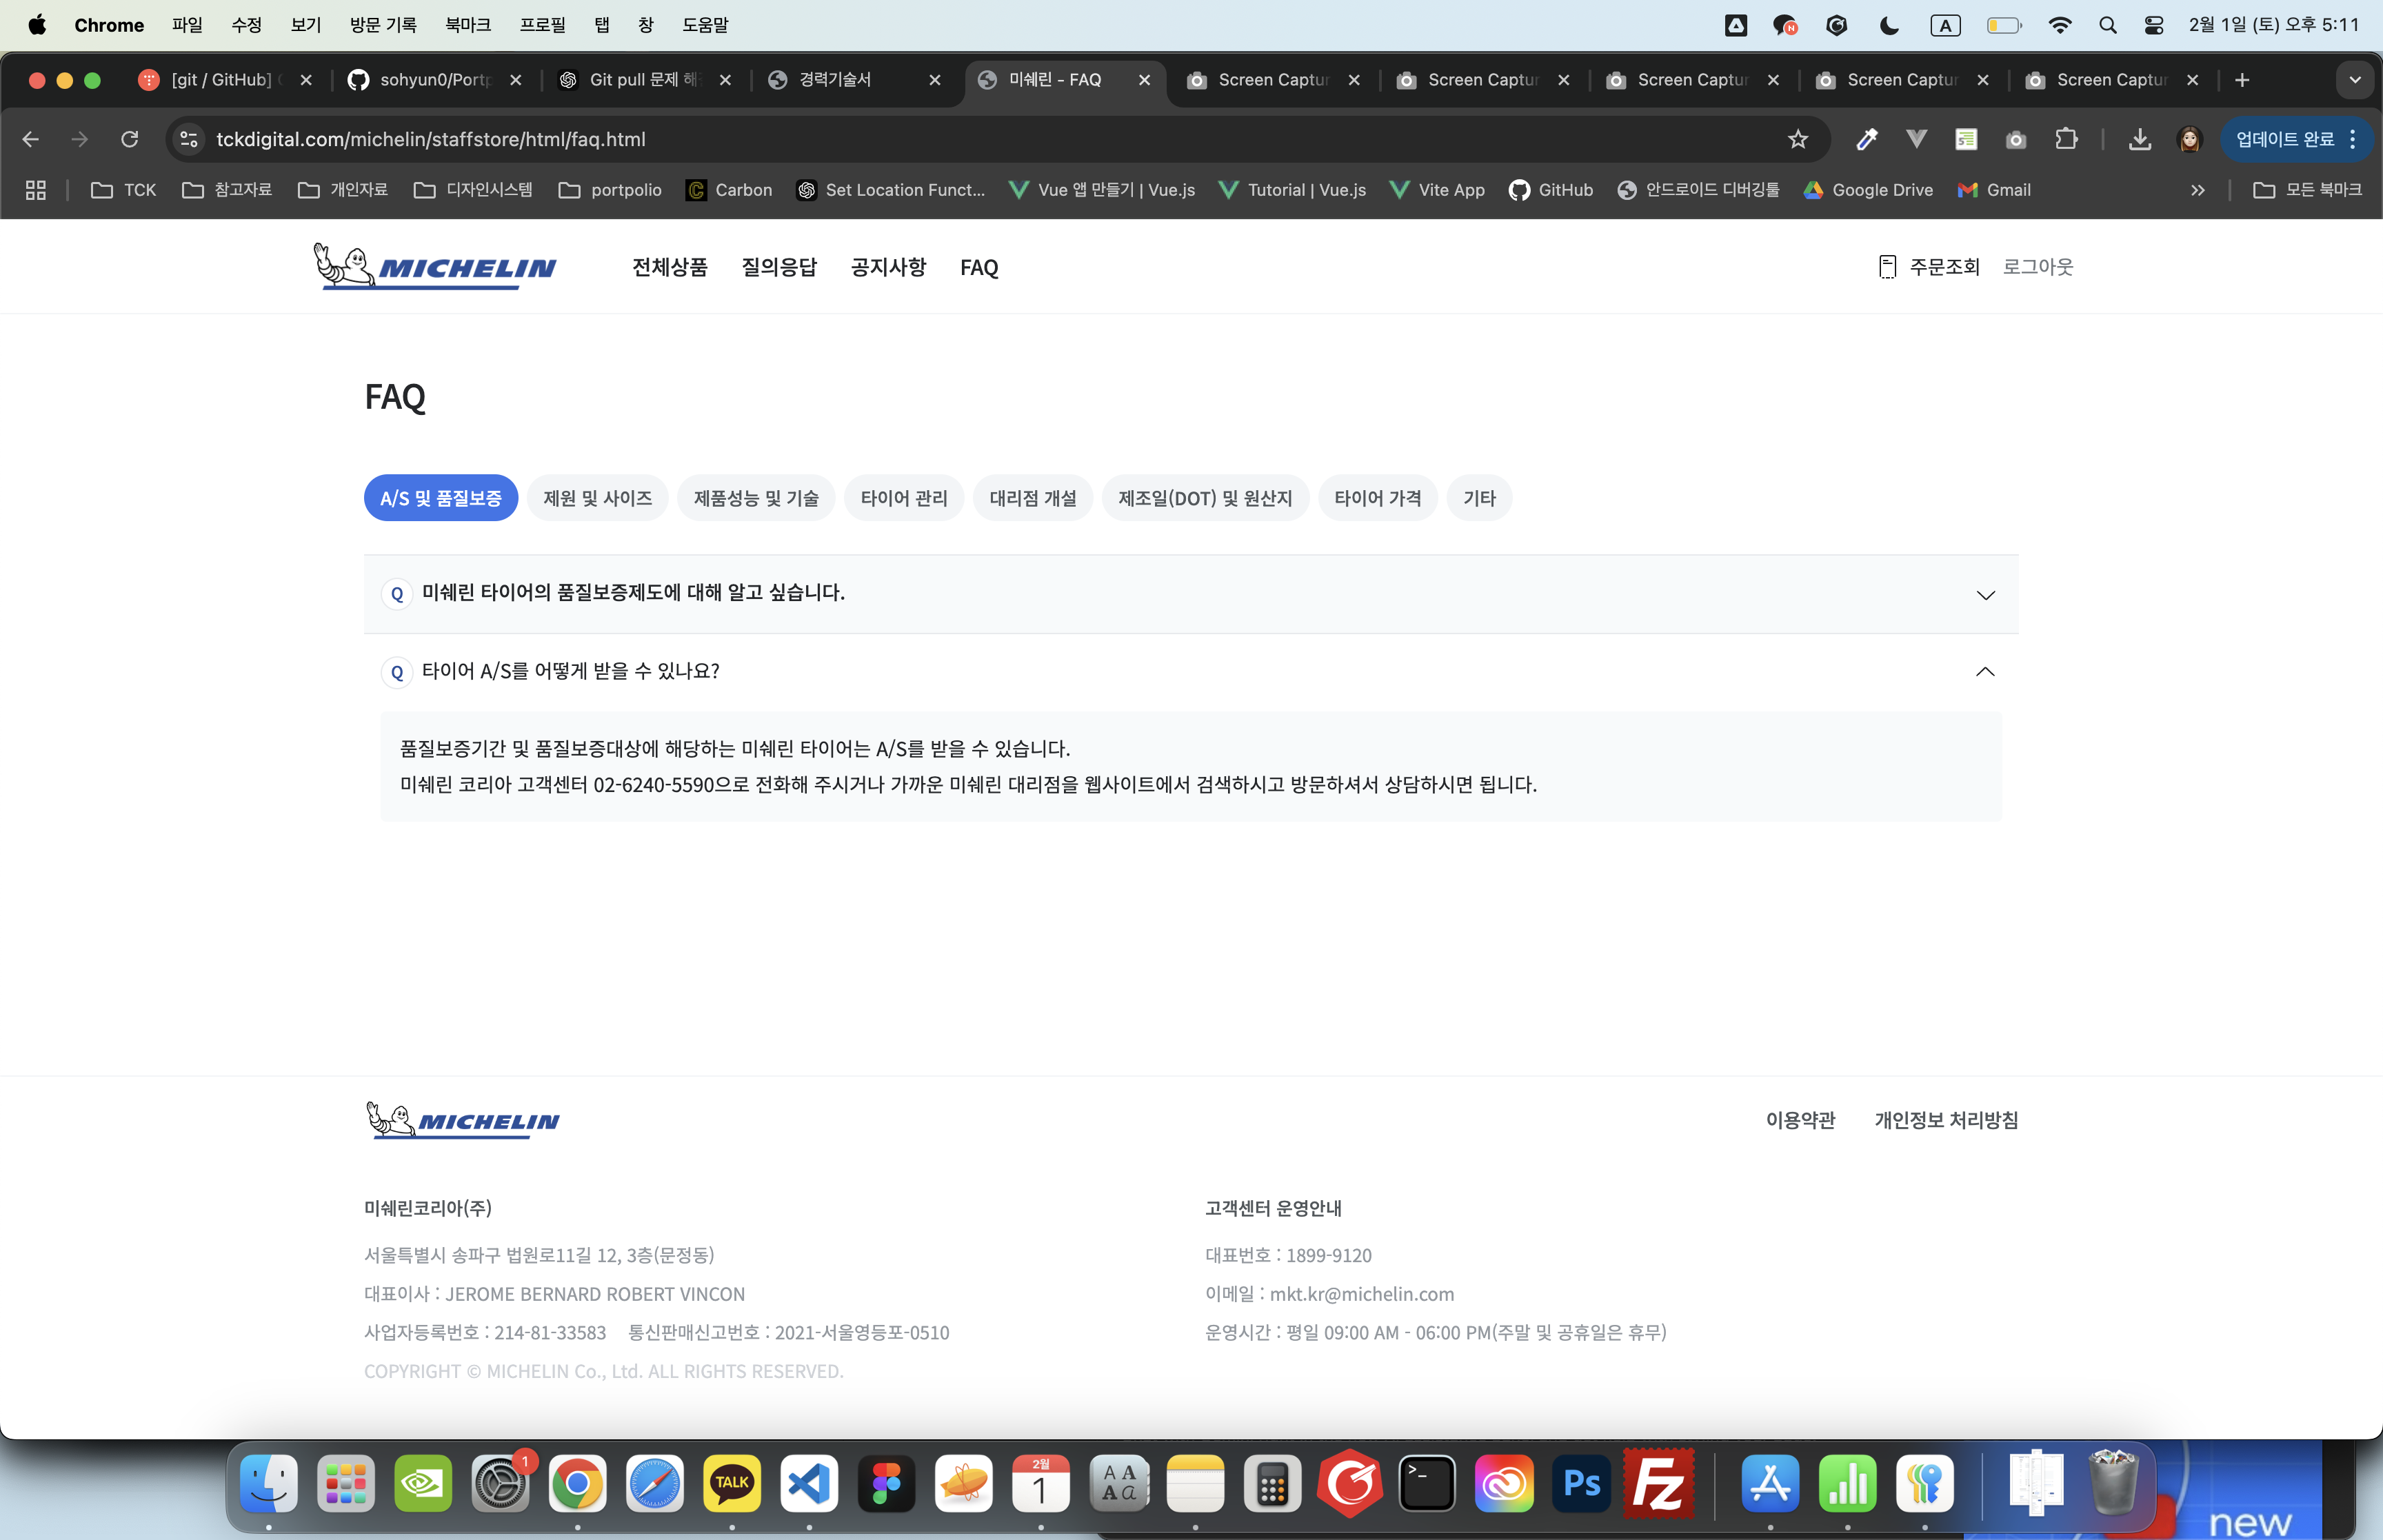 Chrome 파일 수정 보기 방문 기록 북마크 프로필 탭 창 도움말 A 2월 1일 (토) 오후 5:11
[git / GitHub] sohyun0/Portp Git pull 문제 해 경력기술서 미쉐린 - FAQ Screen Captur Screen Captur Screen Captur Screen Captur Screen Captur
tckdigital.com/michelin/staffstore/html/faq.html 업데이트 완료
TCK 참고자료 개인자료 디자인시스템 portpolio Carbon Set Location Funct... Vue 앱 만들기 | Vue.js Tutorial | Vue.js Vite App GitHub 안드로이드 디버깅툴 Google Drive Gmail 모든 북마크
MICHELIN 전체상품 질의응답 공지사항 FAQ 주문조회 로그아웃
FAQ
A/S 및 품질보증 제원 및 사이즈 제품성능 및 기술 타이어 관리 대리점 개설 제조일(DOT) 및 원산지 타이어 가격 기타
Q 미쉐린 타이어의 품질보증제도에 대해 알고 싶습니다.
Q 타이어 A/S를 어떻게 받을 수 있나요?
품질보증기간 및 품질보증대상에 해당하는 미쉐린 타이어는 A/S를 받을 수 있습니다.
미쉐린 코리아 고객센터 02-6240-5590으로 전화해 주시거나 가까운 미쉐린 대리점을 웹사이트에서 검색하시고 방문하셔서 상담하시면 됩니다.
MICHELIN 이용약관 개인정보 처리방침
미쉐린코리아(주)
서울특별시 송파구 법원로11길 12, 3층(문정동)
대표이사 : JEROME BERNARD ROBERT VINCON
사업자등록번호 : 214-81-33583 통신판매신고번호 : 2021-서울영등포-0510
COPYRIGHT © MICHELIN Co., Ltd. ALL RIGHTS RESERVED.
고객센터 운영안내
대표번호 : 1899-9120
이메일 : mkt.kr@michelin.com
운영시간 : 평일 09:00 AM - 06:00 PM(주말 및 공휴일은 휴무)
1 TALK 2월 1 Ps Fz
new